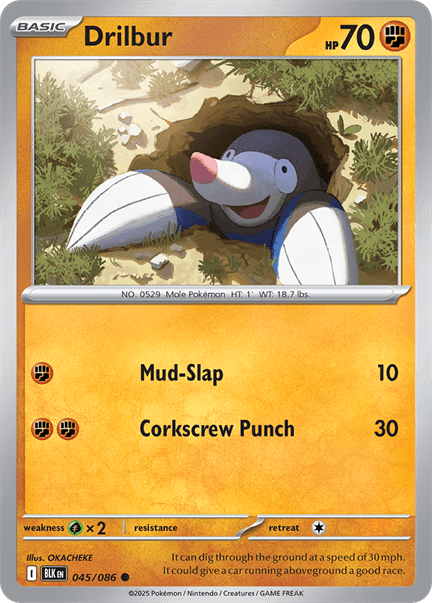 BASIC Drilbur HP 70
NO. 0529 Mole Pokémon HT: 1' WT: 18.7 lbs.
Mud-Slap 10
Corkscrew Punch 30
weakness × 2 resistance retreat
Illus. OKACHEKE
It can dig through the ground at a speed of 30 mph.
It could give a car running aboveground a good race.
I BLK EN 045/086
©2025 Pokémon / Nintendo / Creatures / GAME FREAK